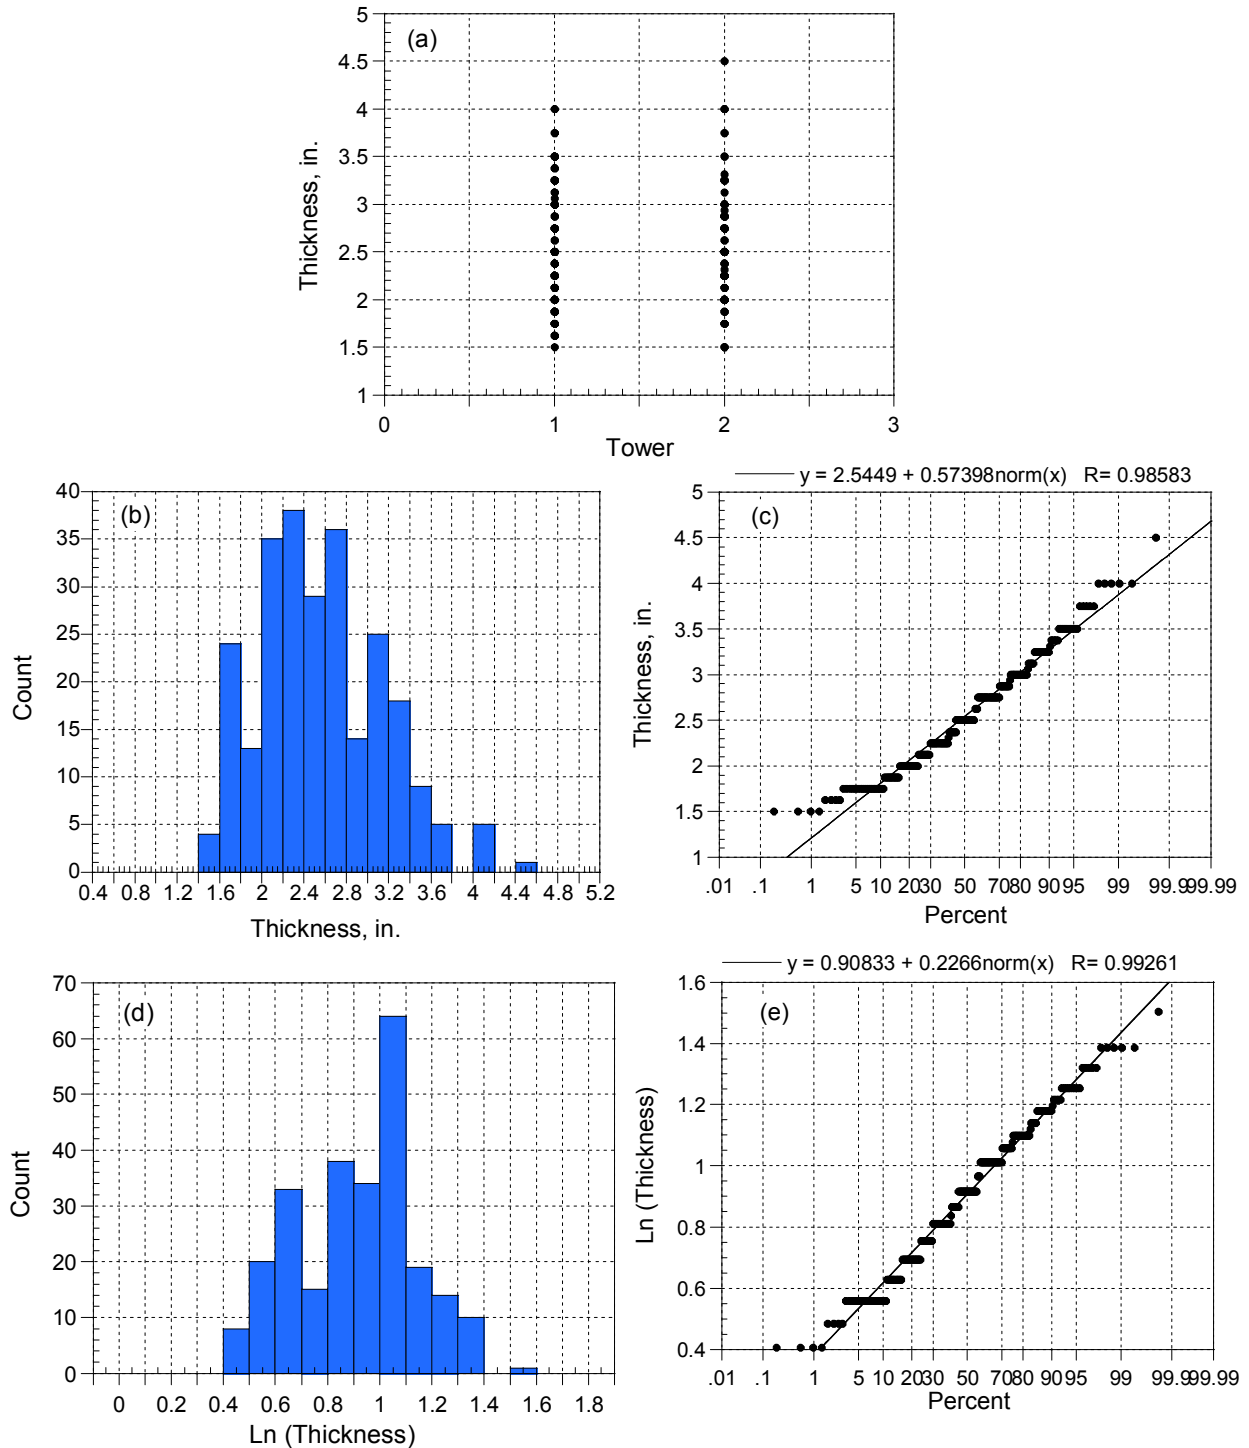 (a)
5
4.5
4
3.5
3
2.5
2
1.5
1
Thickness, in.
0 1 2 3
Tower
(b)
40
35
30
25
20
15
10
5
0
Count
0.4 1.2 2 2.8 3.6 4.4 5.2
0.8 1.6 2.4 3.2 4 4.8
Thickness, in.
y = 2.5449 + 0.57398norm(x) R= 0.98583
(c)
5
4.5
4
3.5
3
2.5
2
1.5
1
Thickness, in.
.01 .1 1 5 10 20 30 50 70 80 90 95 99 99.9 99.99
Percent
(d)
70
60
50
40
30
20
10
0
Count
0 0.2 0.4 0.6 0.8 1 1.2 1.4 1.6 1.8
Ln (Thickness)
y = 0.90833 + 0.2266norm(x) R= 0.99261
(e)
1.6
1.4
1.2
1
0.8
0.6
0.4
Ln (Thickness)
.01 .1 1 5 10 20 30 50 70 80 90 95 99 99.9 99.99
Percent